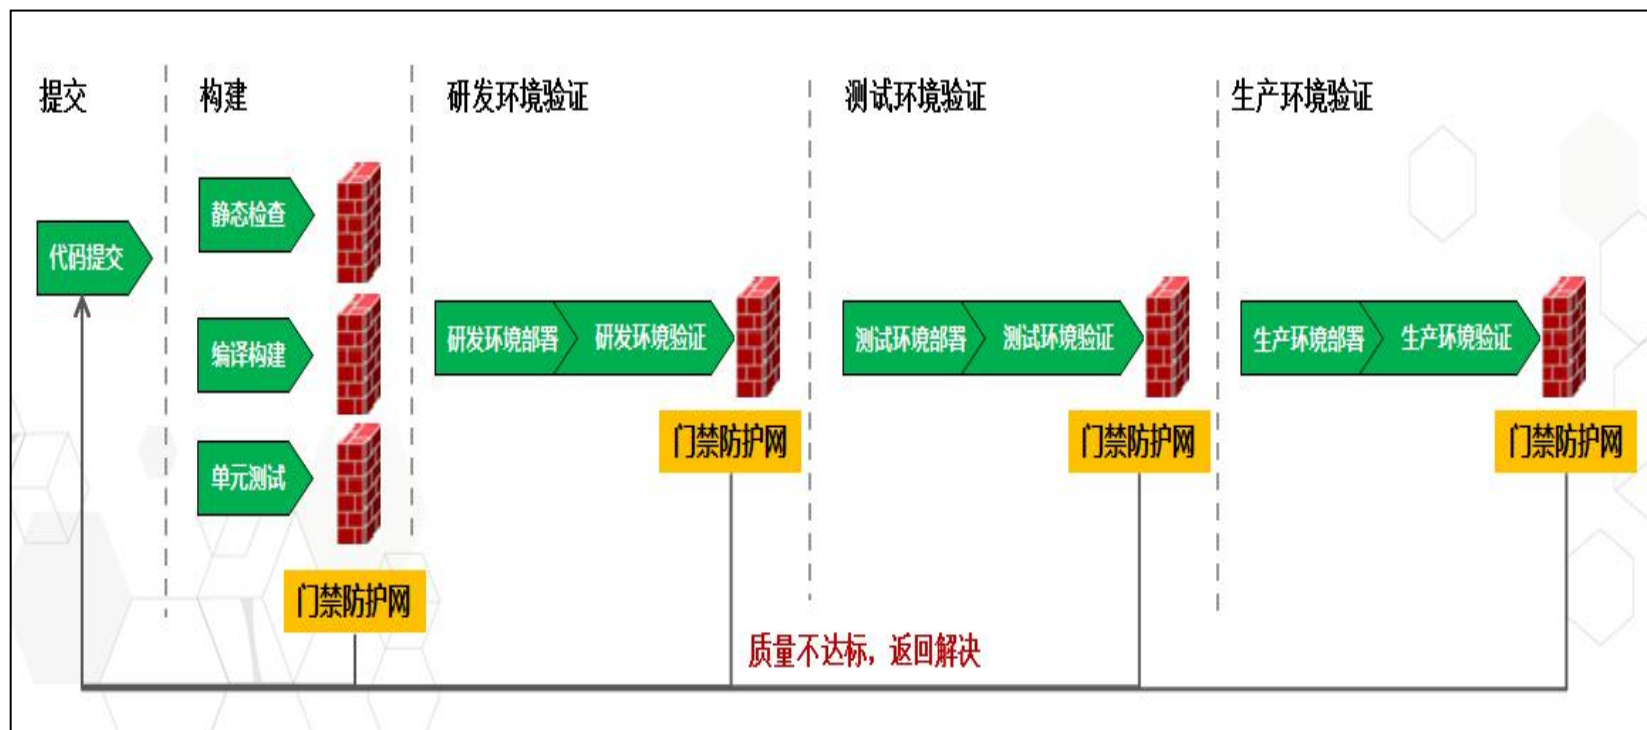 提交
构建
研发环境验证
测试环境验证
生产环境验证
代码提交
静态检查
编译构建
单元测试
门禁防护网
研发环境部署
研发环境验证
门禁防护网
测试环境部署
测试环境验证
门禁防护网
生产环境部署
生产环境验证
门禁防护网
质量不达标，返回解决